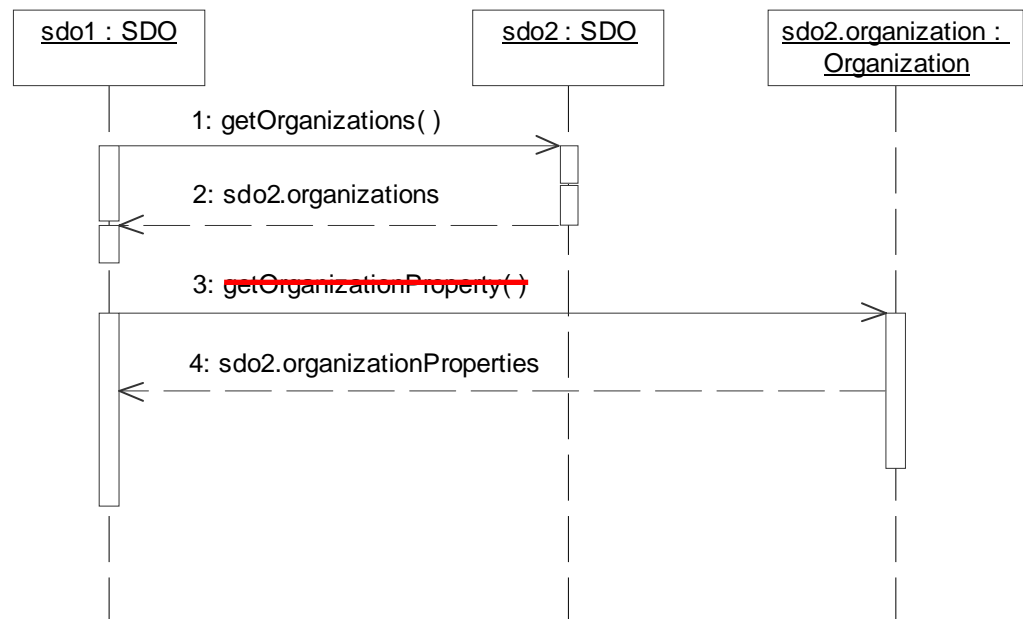 sdo1 : SDO
sdo2 : SDO
sdo2.organization :
Organization
1: getOrganizations( )
2: sdo2.organizations
3: getOrganizationProperty( )
4: sdo2.organizationProperties